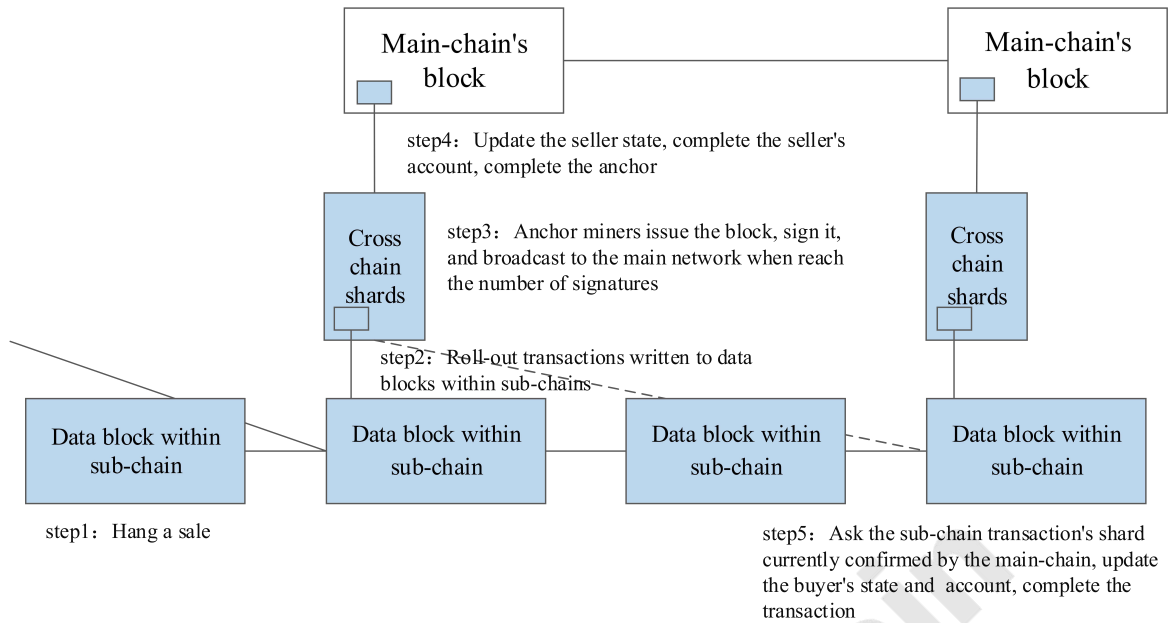 Main-chain's
block
Main-chain's
block
step4：Update the seller state, complete the seller's
account, complete the anchor
Cross
chain
shards
step3：Anchor miners issue the block, sign it,
and broadcast to the main network when reach
the number of signatures
Cross
chain
shards
step2：Roll-out transactions written to data
blocks within sub-chains
Data block within
sub-chain
Data block within
sub-chain
Data block within
sub-chain
Data block within
sub-chain
step1：Hang a sale
step5：Ask the sub-chain transaction's shard
currently confirmed by the main-chain, update
the buyer's state and account, complete the
transaction